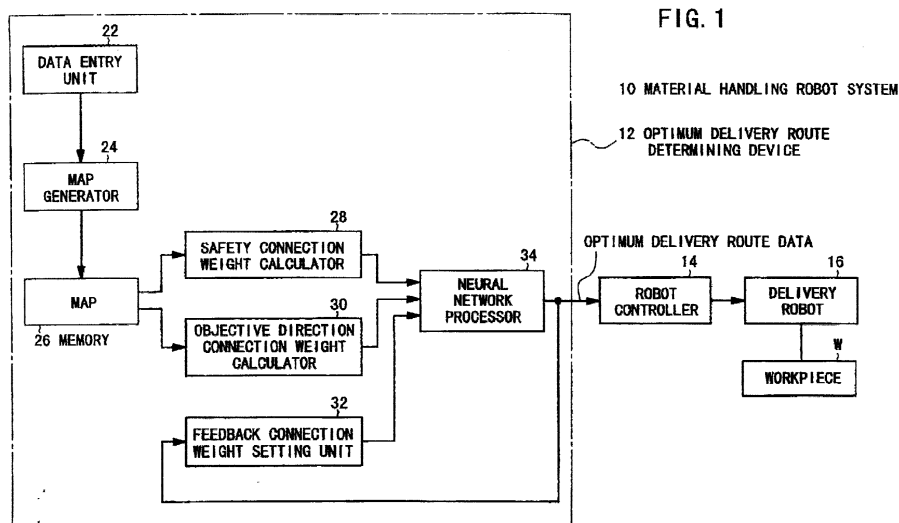 FIG. 1
22
DATA ENTRY
UNIT
10 MATERIAL HANDLING ROBOT SYSTEM
12 OPTIMUM DELIVERY ROUTE
DETERMINING DEVICE
24
MAP
GENERATOR
28
SAFETY CONNECTION
WEIGHT CALCULATOR
OPTIMUM DELIVERY ROUTE DATA
34
NEURAL
NETWORK
PROCESSOR
14
ROBOT
CONTROLLER
16
DELIVERY
ROBOT
MAP
26 MEMORY
30
OBJECTIVE DIRECTION
CONNECTION WEIGHT
CALCULATOR
W
WORKPIECE
32
FEEDBACK CONNECTION
WEIGHT SETTING UNIT